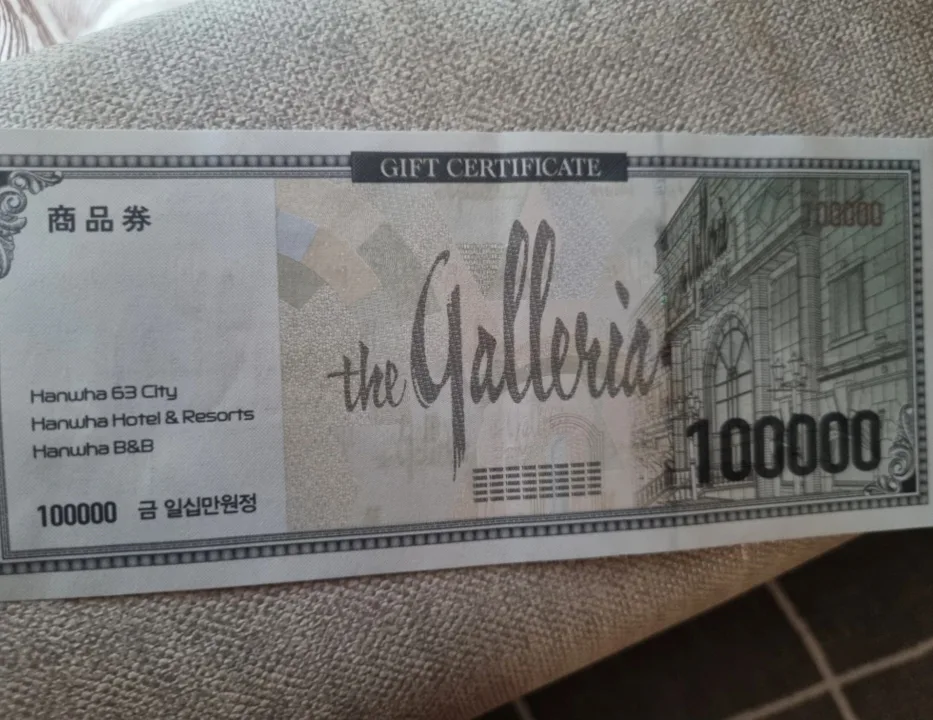 GIFT CERTIFICATE
商品券
100000
the Galleria
Hanwha 63 City
Hanwha Hotel & Resorts
Hanwha B&B
100000
100000 금 일십만원정